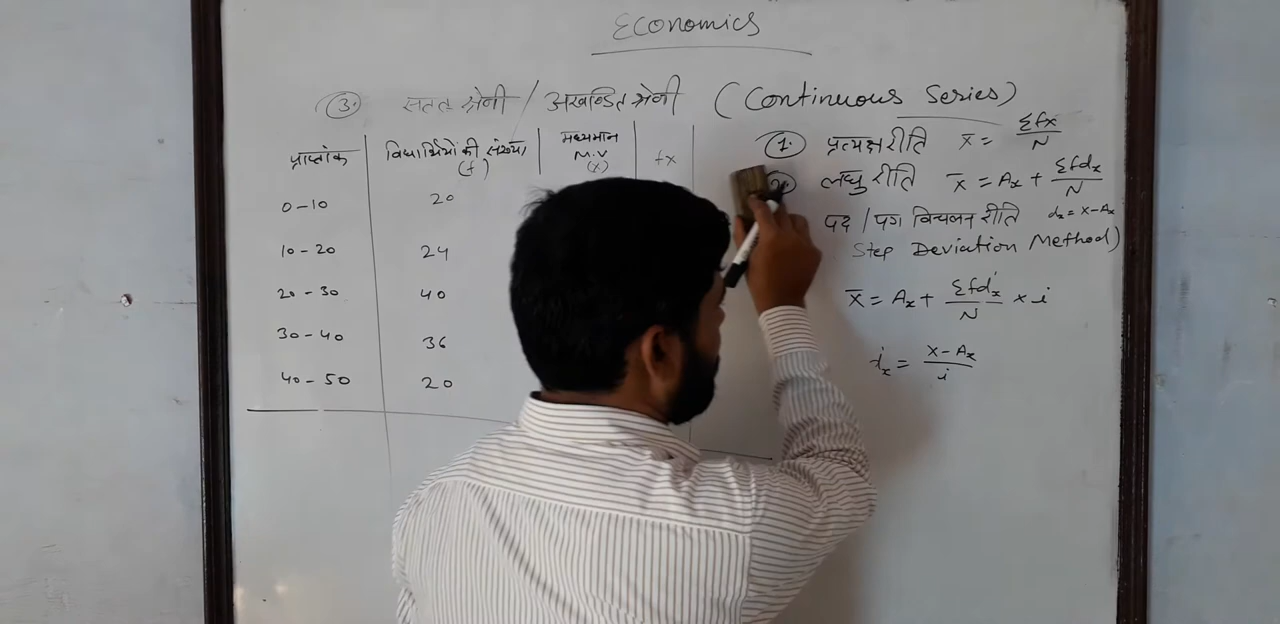 Economics
3. सतत श्रेणी / अखण्डित श्रेणी (Continuous Series)
प्राप्तांक विद्यार्थियों की संख्या (f) मध्यमान M.V (x) fx
0-10 20
10-20 24
20-30 40
30-40 36
40-50 20
1. प्रत्यक्ष रीति x̄ = Σfx/N
लघु रीति x̄ = Ax + Σfdx/N
dx = x-Ax
पद / पग विचलन रीति
Step Deviation Method)
x̄ = Ax + Σfd'x/N × i
d'x = x-Ax/i